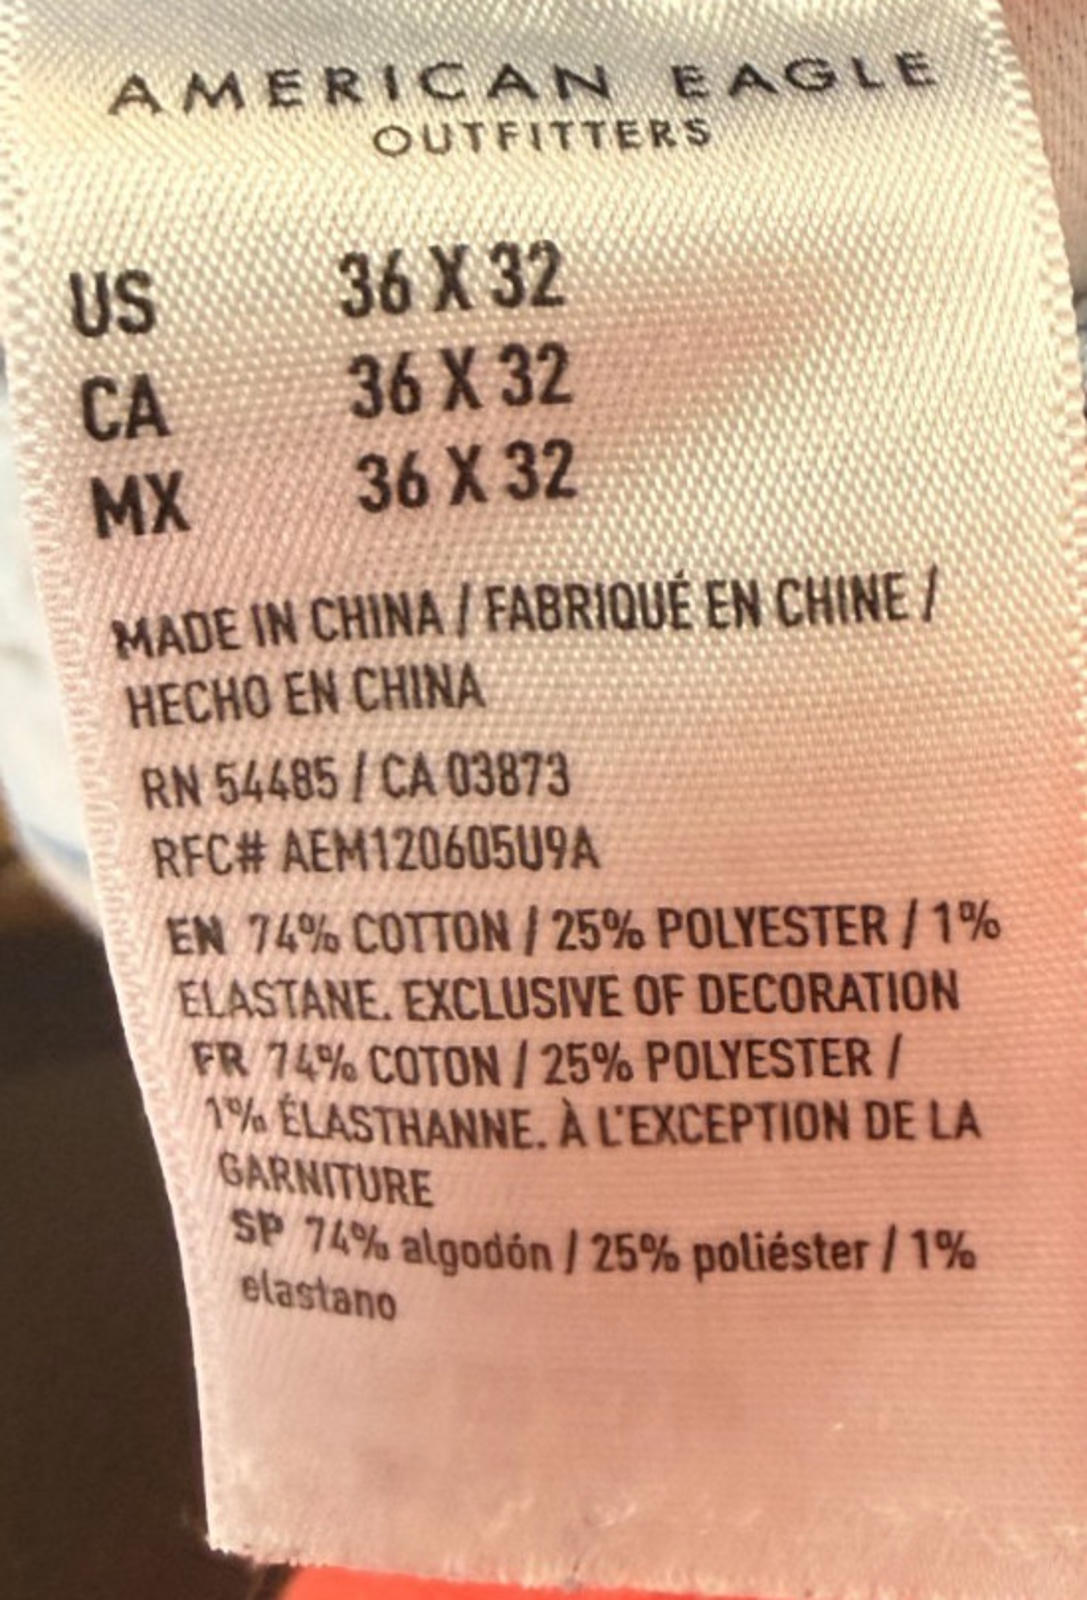 AMERICAN EAGLE
OUTFITTERS
US 36 X 32
CA 36 X 32
MX 36 X 32
MADE IN CHINA / FABRIQUÉ EN CHINE /
HECHO EN CHINA
RN 54485 / CA 03873
RFC# AEM120605U9A
EN 74% COTTON / 25% POLYESTER / 1%
ELASTANE. EXCLUSIVE OF DECORATION
FR 74% COTON / 25% POLYESTER /
1% ÉLASTHANNE. À L'EXCEPTION DE LA
GARNITURE
SP 74% algodón / 25% poliéster / 1%
elastano